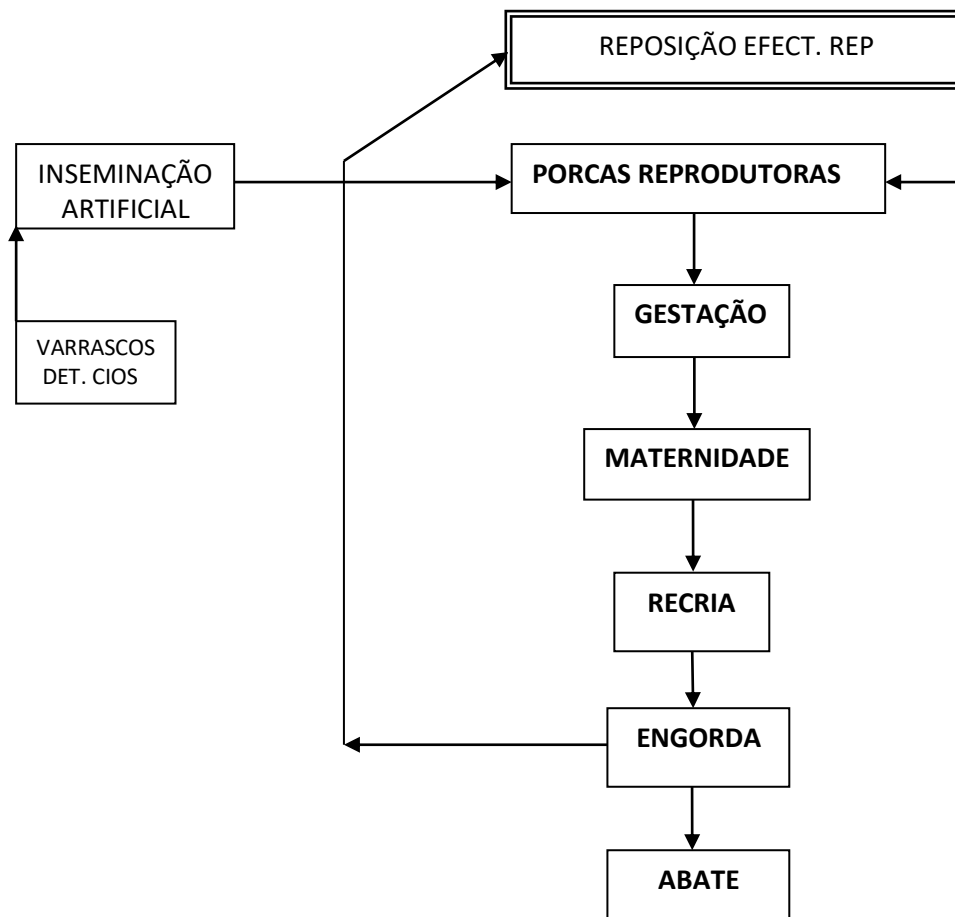 REPOSIÇÃO EFECT. REP
INSEMINAÇÃO
ARTIFICIAL
PORCAS REPRODUTORAS
GESTAÇÃO
VARRASCOS
DET. CIOS
MATERNIDADE
RECRIA
ENGORDA
ABATE